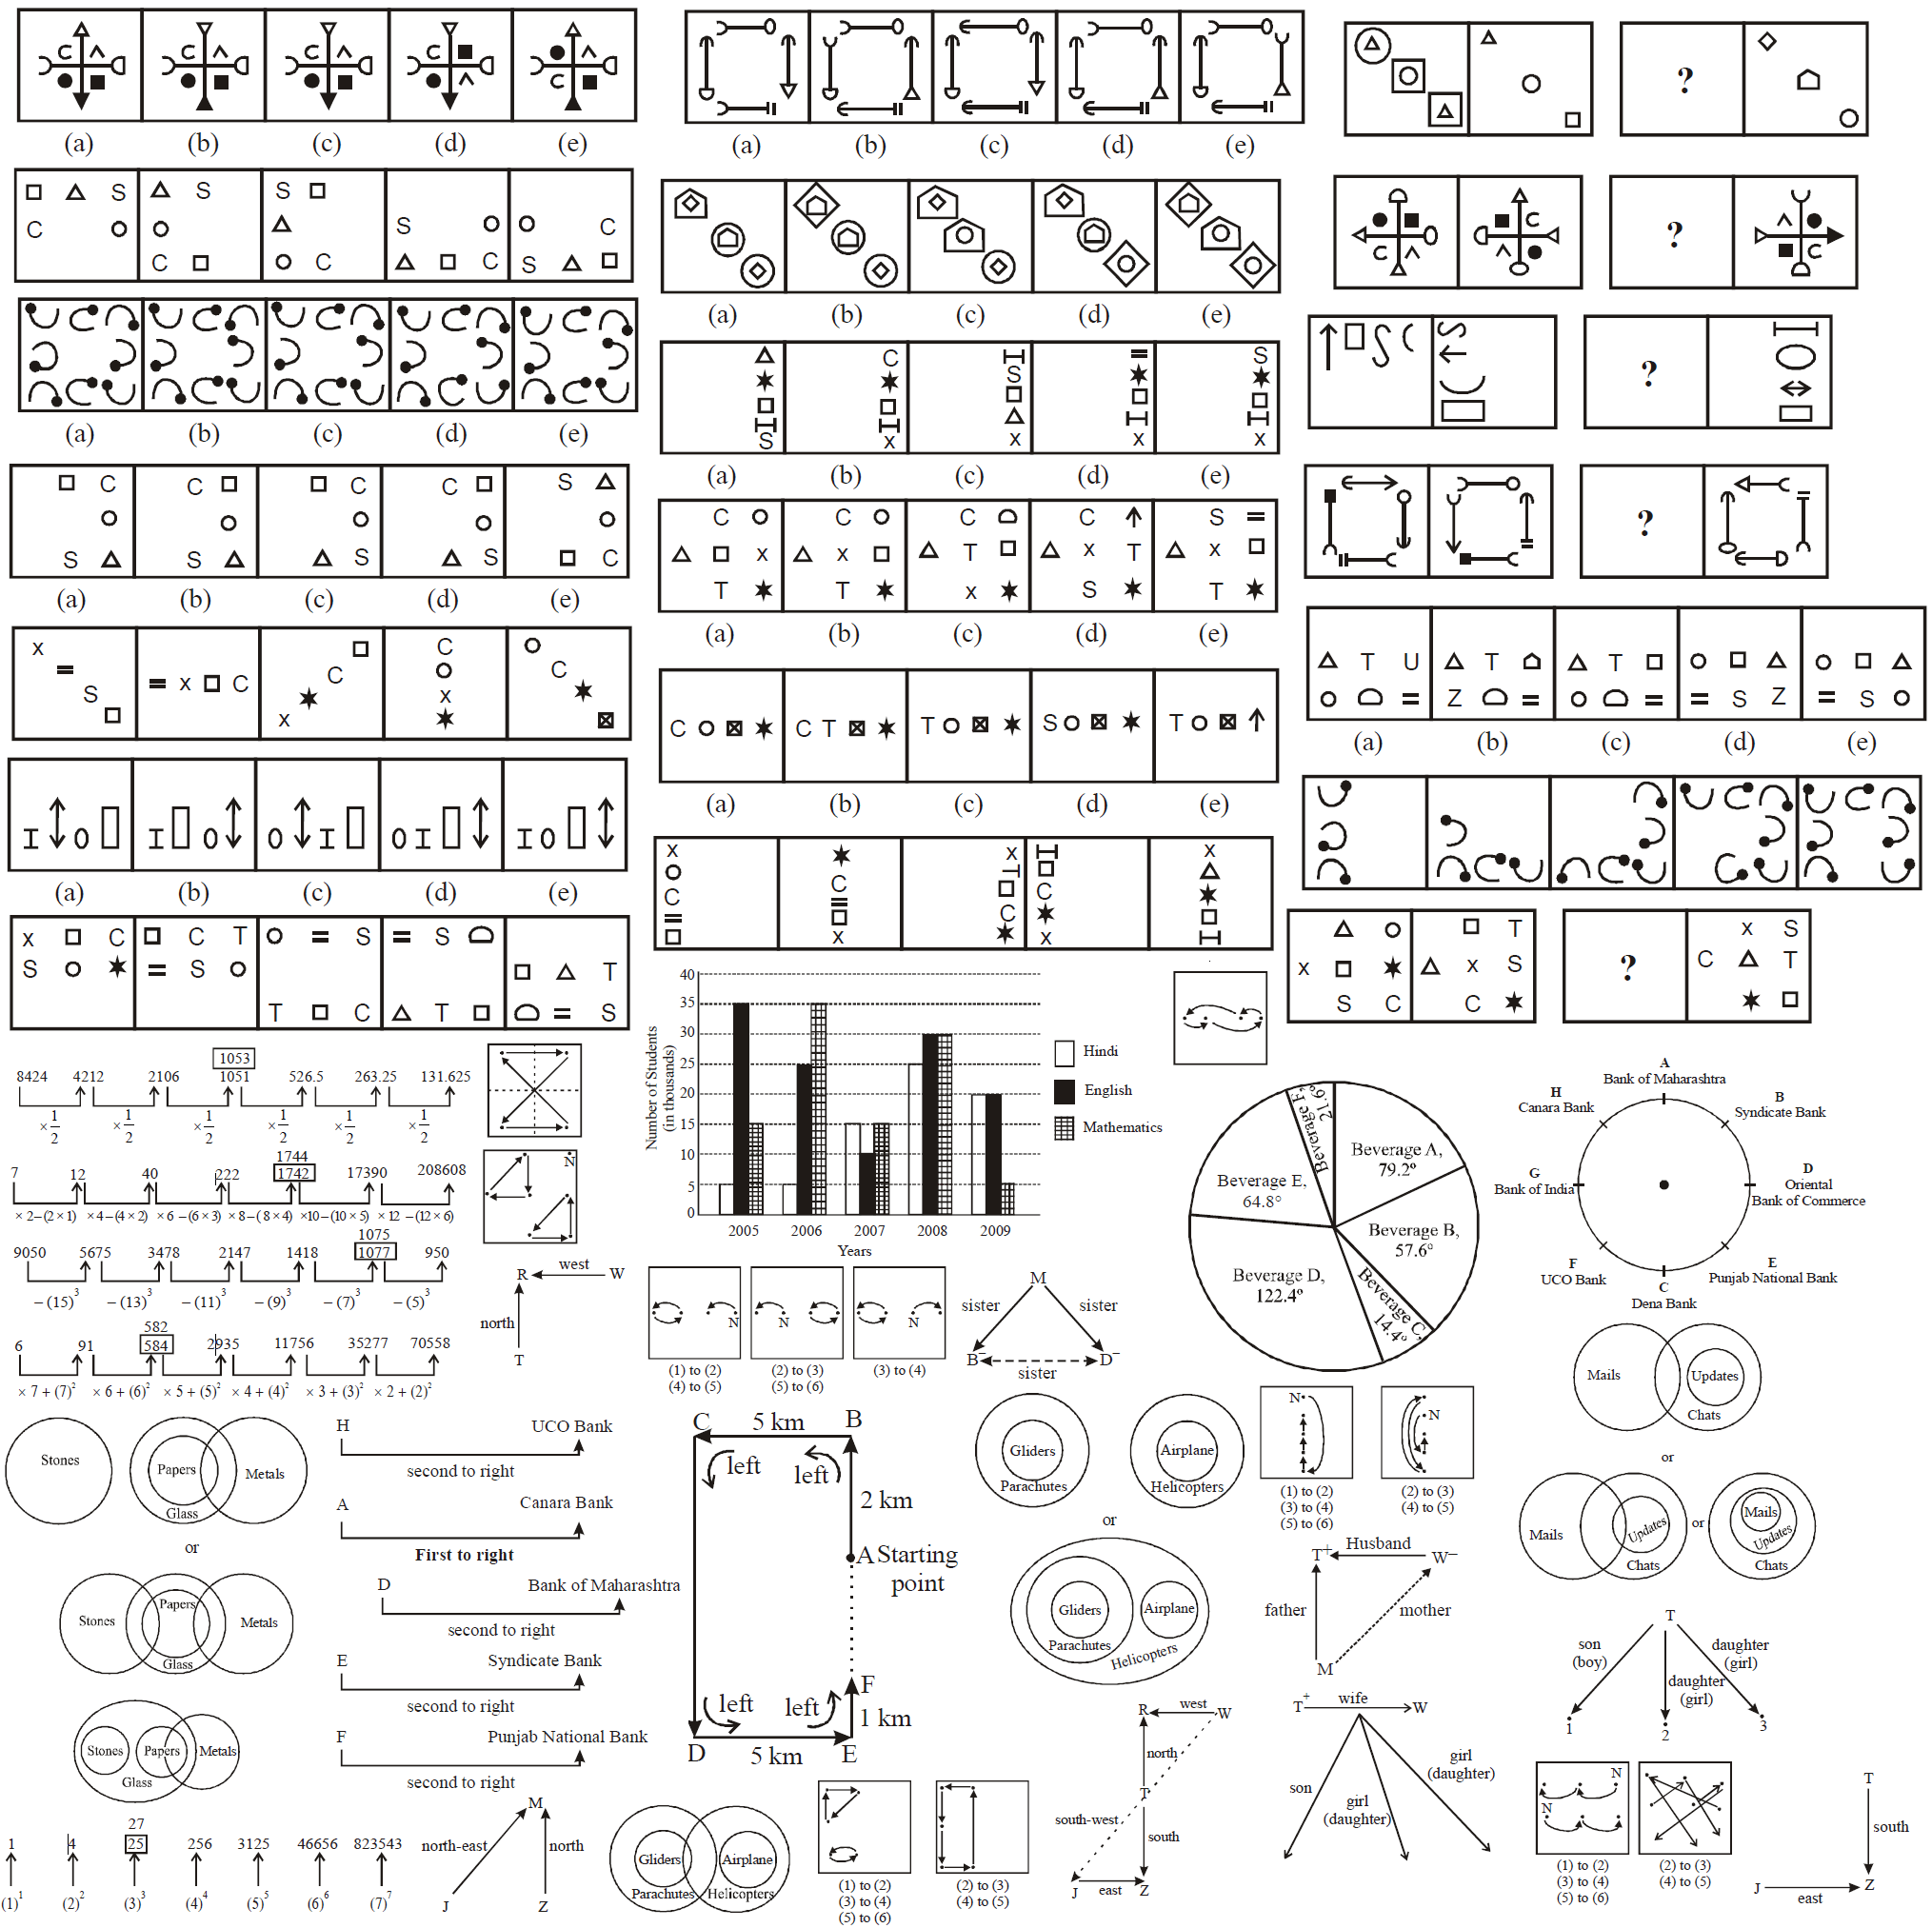 (a) (b) (c) (d) (e)
(a) (b) (c) (d) (e)
?
S S S
C C
S C
C S
?
(a) (b) (c) (d) (e)
?
(a) (b) (c) (d) (e)
C S
S
S x x x x
(a) (b) (c) (d) (e)
C C C C S
S S S S C
(a) (b) (c) (d) (e)
?
C C C C S
x x T x T x
T T x S T
(a) (b) (c) (d) (e)
T U T T
Z S Z S
(a) (b) (c) (d) (e)
x x C C
S C x C
x
C C T T S T
(a) (b) (c) (d) (e)
(a) (b) (c) (d) (e)
x C T S S
S S
T C T T
S
x x x
C C T C
C
x x
T x S
x x S ? C T
S C C
40
35
30
25
20
15
10
5
0
Number of Students
(in thousands)
2005 2006 2007 2008 2009
Years
Hindi
English
Mathematics
1053
8424 4212 2106 1051 526.5 263.25 131.625
× 1/2 × 1/2 × 1/2 × 1/2 × 1/2 × 1/2
1744
7 12 40 222 1742 17390 208608
× 2–(2 × 1) ×4–(4 × 2) ×6 –(6 × 3) × 8–( 8 × 4) ×10–(10 × 5) × 12 –(12 × 6)
1075
9050 5675 3478 2147 1418 1077 950
– (15)³ – (13)³ – (11)³ – (9)³ – (7)³ – (5)³
582
6 91 584 2935 11756 35277 70558
× 7 + (7)² × 6 + (6)² × 5 + (5)² × 4 + (4)² × 3 + (3)² × 2 + (2)²
N
R west W
north
T
N N N
(1) to (2)
(4) to (5)
(2) to (3)
(5) to (6)
(3) to (4)
M
sister sister
B– D–
sister
Beverage F,
21.6°
Beverage A,
79.2°
Beverage E,
64.8°
Beverage B,
57.6°
Beverage D,
122.4°
Beverage C,
14.4°
A
Bank of Maharashtra
H
Canara Bank
B
Syndicate Bank
G
Bank of India
D
Oriental
Bank of Commerce
F
UCO Bank
E
Punjab National Bank
C
Dena Bank
Mails Updates
Chats
or
Mails Updates
Chats
or
Mails
Updates
Chats
Stones Papers Metals
Glass
or
Stones Papers Metals
Glass
Stones Papers Metals
Glass
H UCO Bank
second to right
A Canara Bank
First to right
D Bank of Maharashtra
second to right
E Syndicate Bank
second to right
F Punjab National Bank
second to right
C 5 km B
left left
2 km
A Starting
point
left left
F
1 km
D 5 km E
Gliders Airplane
Parachutes Helicopters
or
Gliders Airplane
Parachutes Helicopters
N
(1) to (2)
(3) to (4)
(5) to (6)
N
(2) to (3)
(4) to (5)
T+ Husband W–
father mother
M
T
son
(boy)
daughter
(girl)
daughter
(girl)
1 2 3
R west W
north
T
south-west south
J east Z
T+ wife W
son
girl
(daughter)
girl
(daughter)
27
1 4 25 256 3125 46656 823543
(1)¹ (2)² (3)³ (4)⁴ (5)⁵ (6)⁶ (7)⁷
M
north-east north
J Z
Gliders Airplane
Parachutes Helicopters
(1) to (2)
(3) to (4)
(5) to (6)
(2) to (3)
(4) to (5)
N
N
(1) to (2)
(3) to (4)
(5) to (6)
(2) to (3)
(4) to (5)
T
south
J east Z